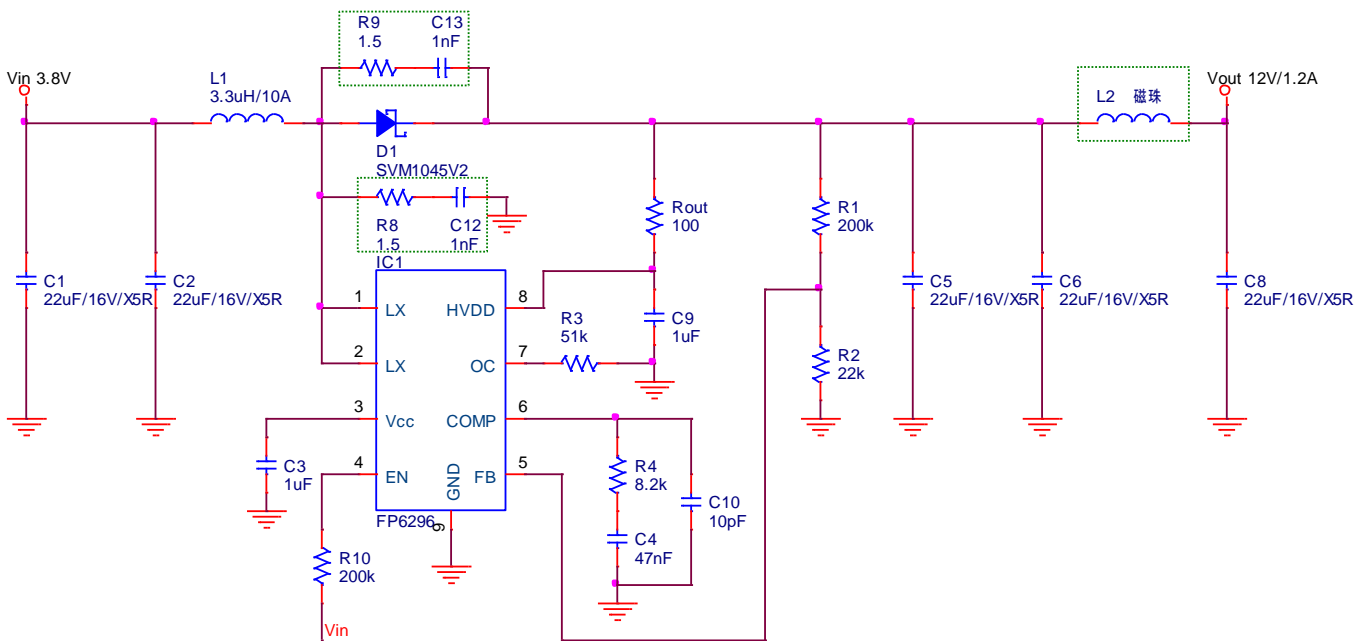 R9
1.5
C13
1nF
Vin 3.8V
L1
3.3uH/10A
L2 磁珠
Vout 12V/1.2A
D1
SVM1045V2
R8
1.5
C12
1nF
Rout
100
R1
200k
C1
22uF/16V/X5R
C2
22uF/16V/X5R
IC1
C5
22uF/16V/X5R
C6
22uF/16V/X5R
C8
22uF/16V/X5R
1
LX
HVDD
8
R3
51k
C9
1uF
2
LX
OC
7
R2
22k
3
Vcc
COMP
6
C3
1uF
4
EN
GND
FB
5
R4
8.2k
C10
10pF
FP6296
9
C4
47nF
R10
200k
Vin